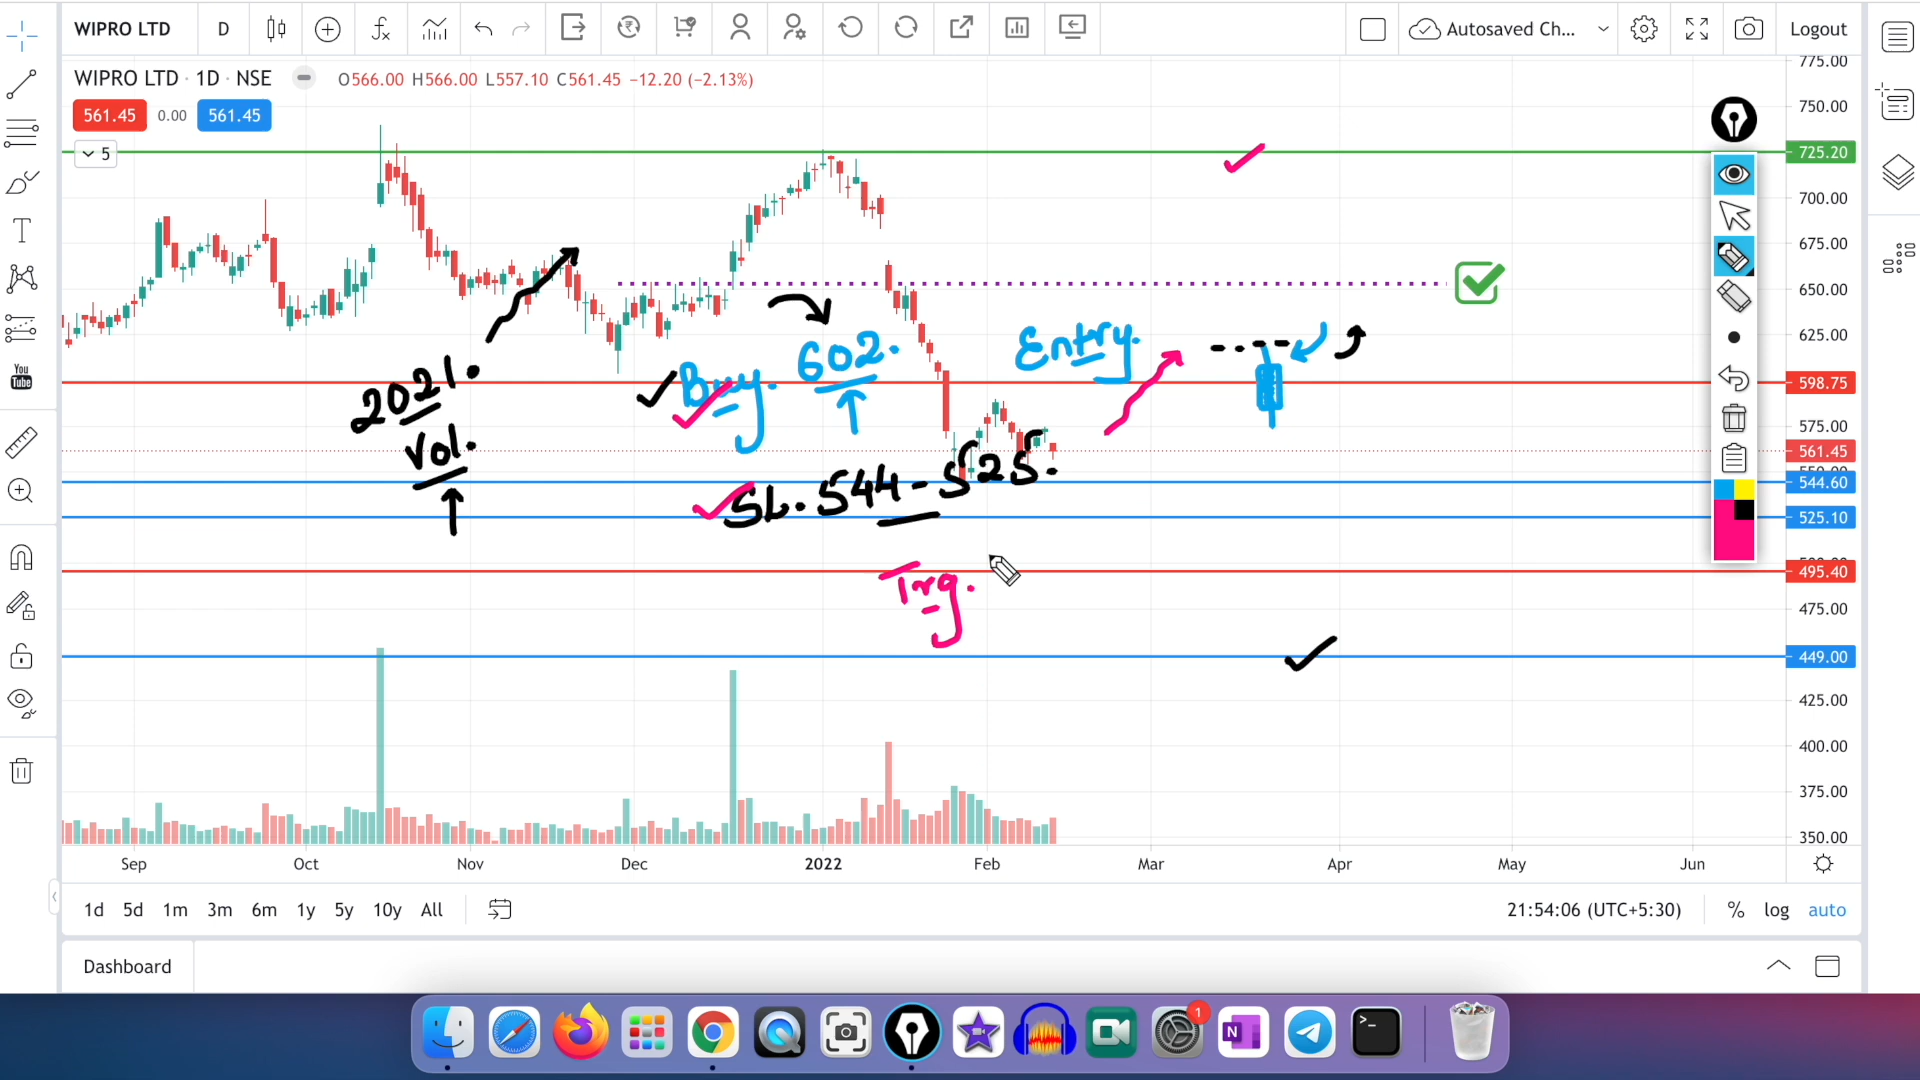 WIPRO LTD D Autosaved Ch... Logout
WIPRO LTD · 1D · NSE O566.00 H566.00 L557.10 C561.45 −12.20 (−2.13%)
561.45 0.00 561.45
5
775.00
750.00
725.20
700.00
675.00
650.00
625.00
598.75
575.00
561.45
544.60
525.10
495.40
475.00
449.00
425.00
400.00
375.00
350.00
Entry.
602.
Buy.
2021.
Vol.
SL. 544 - 525.
Trg.
You
Tube
Sep Oct Nov Dec 2022 Feb Mar Apr May Jun
1d 5d 1m 3m 6m 1y 5y 10y All 21:54:06 (UTC+5:30) % log auto
Dashboard
1
N